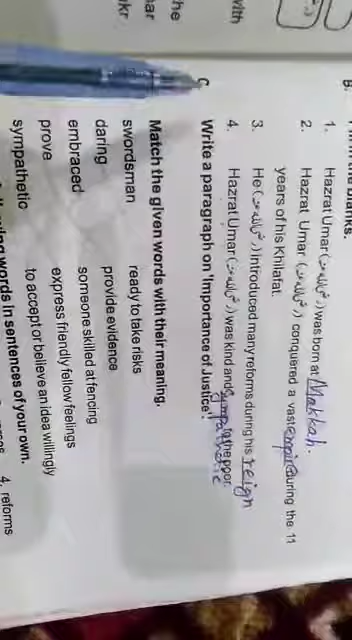 B.
the blanks.
1. Hazrat Umar (رضی اللہ عنہ) was born at Makkah.
2. Hazrat Umar (رضی اللہ عنہ) conquered a vast empire during the 11
years of his Khilafat.
3. He (رضی اللہ عنہ) introduced many reforms during his reign
4. Hazrat Umar (رضی اللہ عنہ) was kind and sympathetic to the poor.
C
Write a paragraph on 'Importance of Justice'.
Match the given words with their meaning.
swordsman ready to take risks
daring provide evidence
embraced someone skilled at fencing
prove express friendly fellow feelings
sympathetic to accept or believe an idea willingly
words in sentences of your own.
4. reforms
with
he
ar